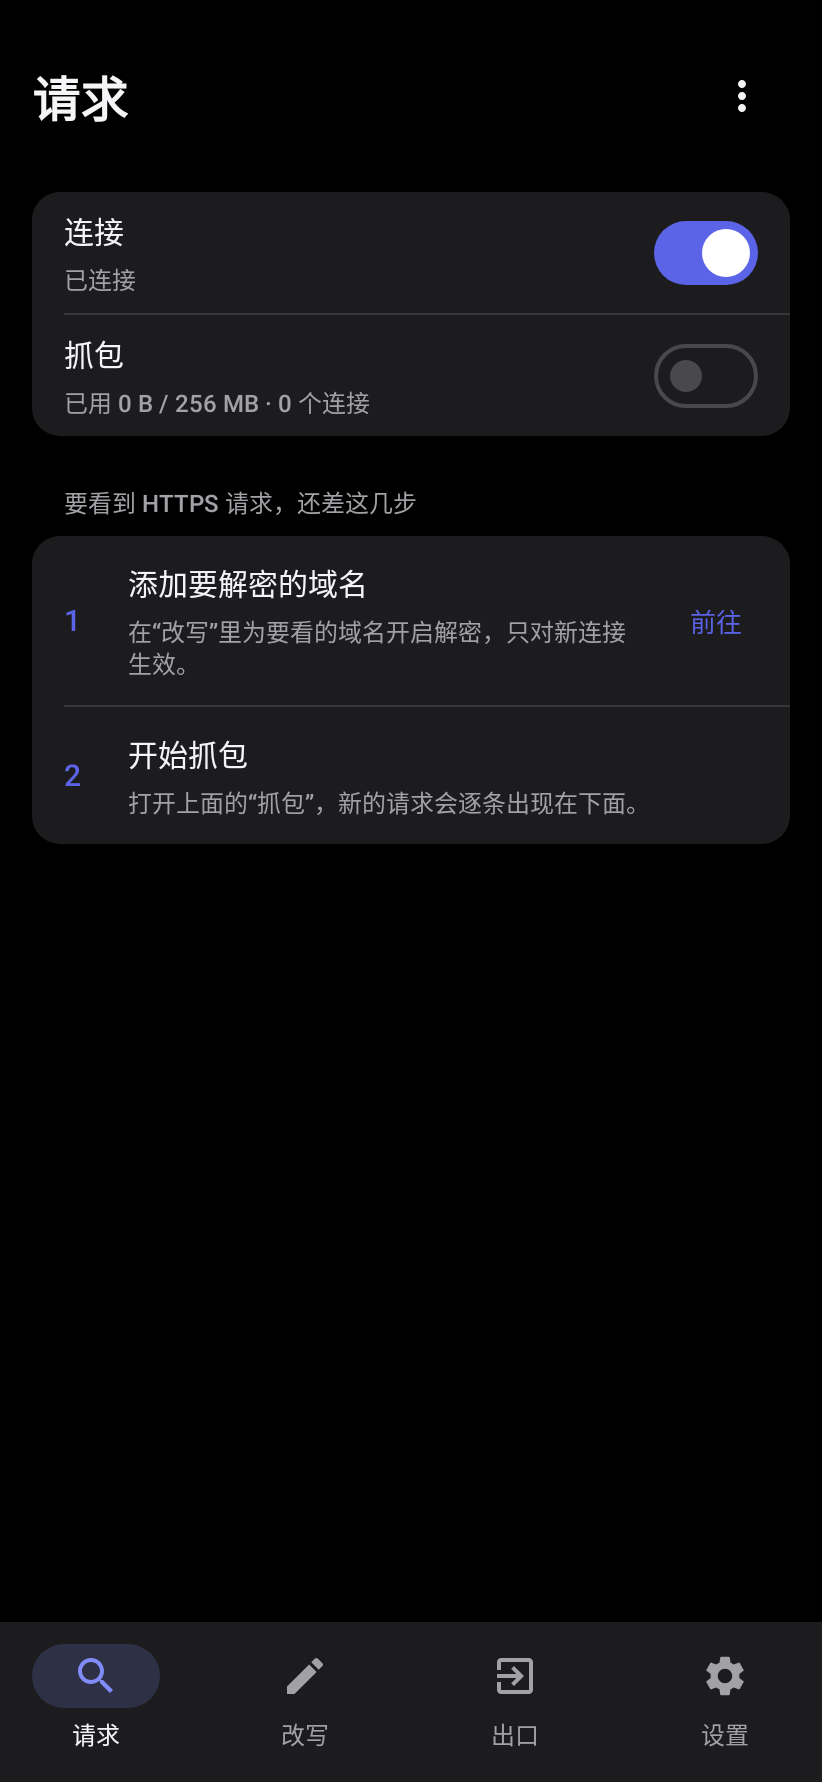 请求
连接
已连接
抓包
已用 0 B / 256 MB · 0 个连接
要看到 HTTPS 请求，还差这几步
1
添加要解密的域名
在“改写”里为要看的域名开启解密，只对新连接
生效。
前往
2
开始抓包
打开上面的“抓包”，新的请求会逐条出现在下面。
请求
改写
出口
设置